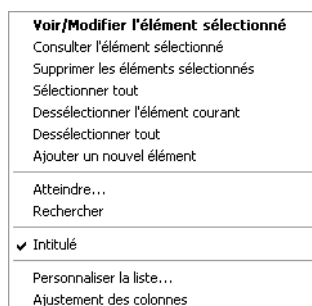 Voir/Modifier l'élément sélectionné
Consulter l'élément sélectionné
Supprimer les éléments sélectionnés
Sélectionner tout
Dessélectionner l'élément courant
Dessélectionner tout
Ajouter un nouvel élément
Atteindre...
Rechercher
Intitulé
Personnaliser la liste...
Ajustement des colonnes